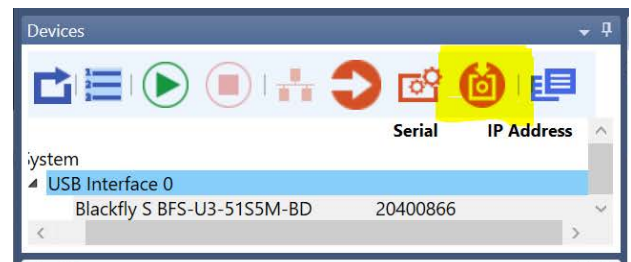 Devices
Serial IP Address
ystem
USB Interface 0
Blackfly S BFS-U3-51S5M-BD 20400866